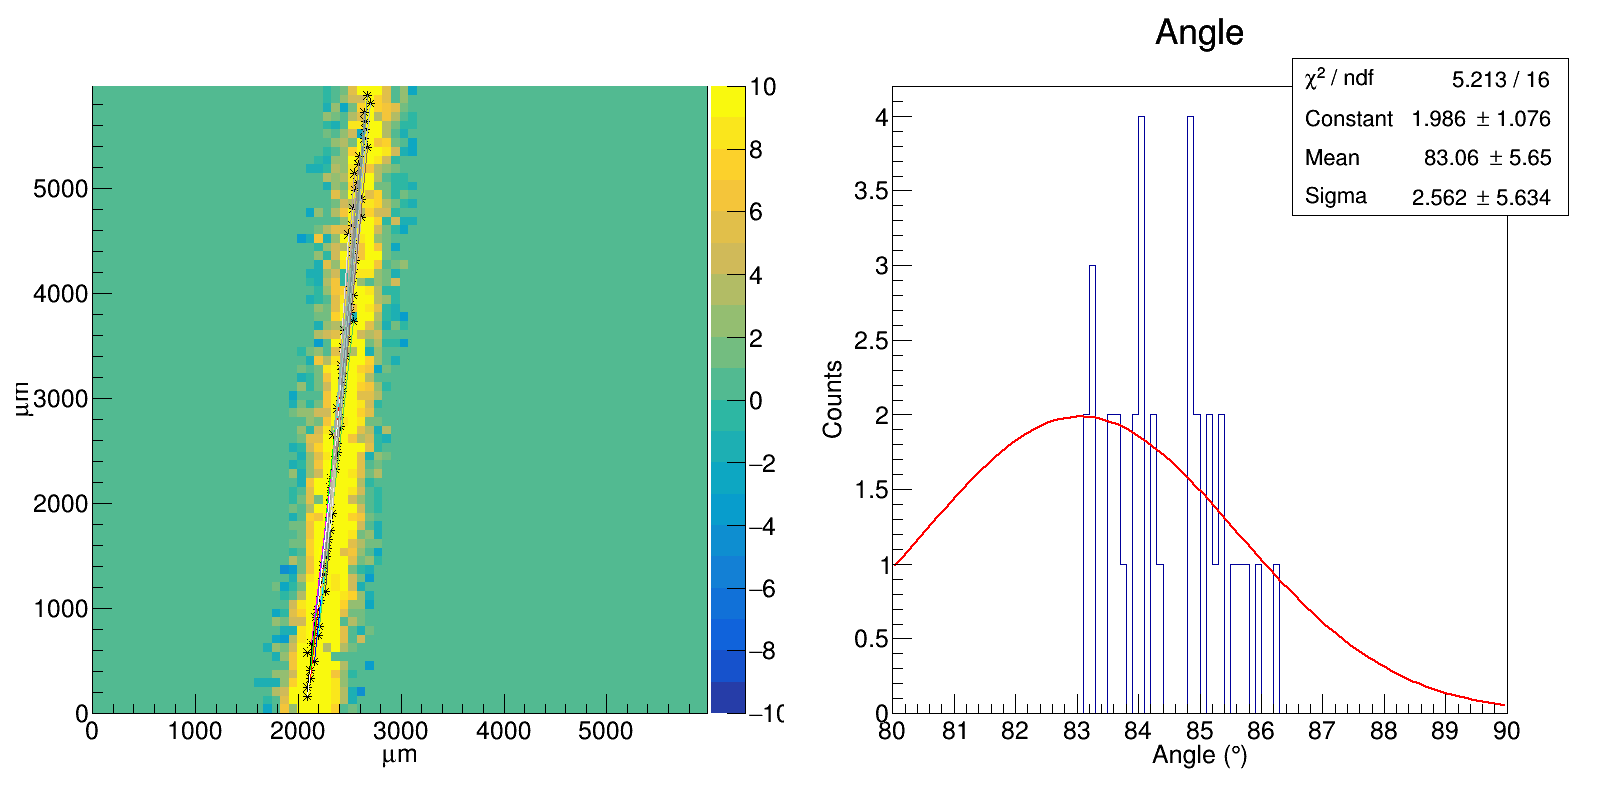 Angle
χ² / ndf 5.213 / 16
Constant 1.986 ± 1.076
Mean 83.06 ± 5.65
Sigma 2.562 ± 5.634
μm
5000
4000
3000
2000
1000
0
0 1000 2000 3000 4000 5000
μm
10
8
6
4
2
0
−2
−4
−6
−8
−10
Counts
4
3.5
3
2.5
2
1.5
1
0.5
0
80 81 82 83 84 85 86 87 88 89 90
Angle (°)